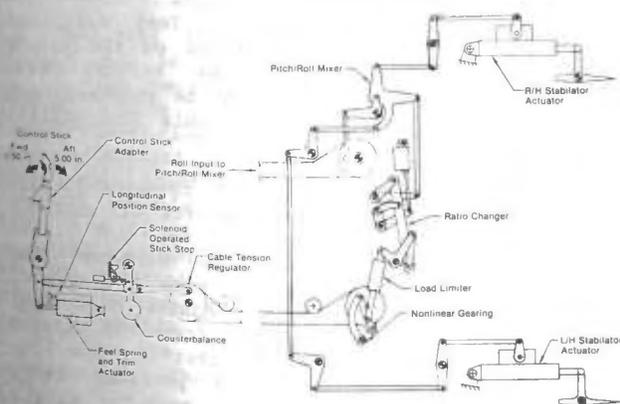 Pitch/Roll Mixer
R/H Stabilator
Actuator
Control Stick
Fwd
Aft
5.00 in.
Control Stick
Adapter
Roll Input to
Pitch/Roll Mixer
Longitudinal
Position Sensor
Ratio Changer
Solenoid
Operated
Stick Stop
Cable Tension
Regulator
Load Limiter
Nonlinear Gearing
Counterbalance
Feel Spring
and Trim
Actuator
L/H Stabilator
Actuator